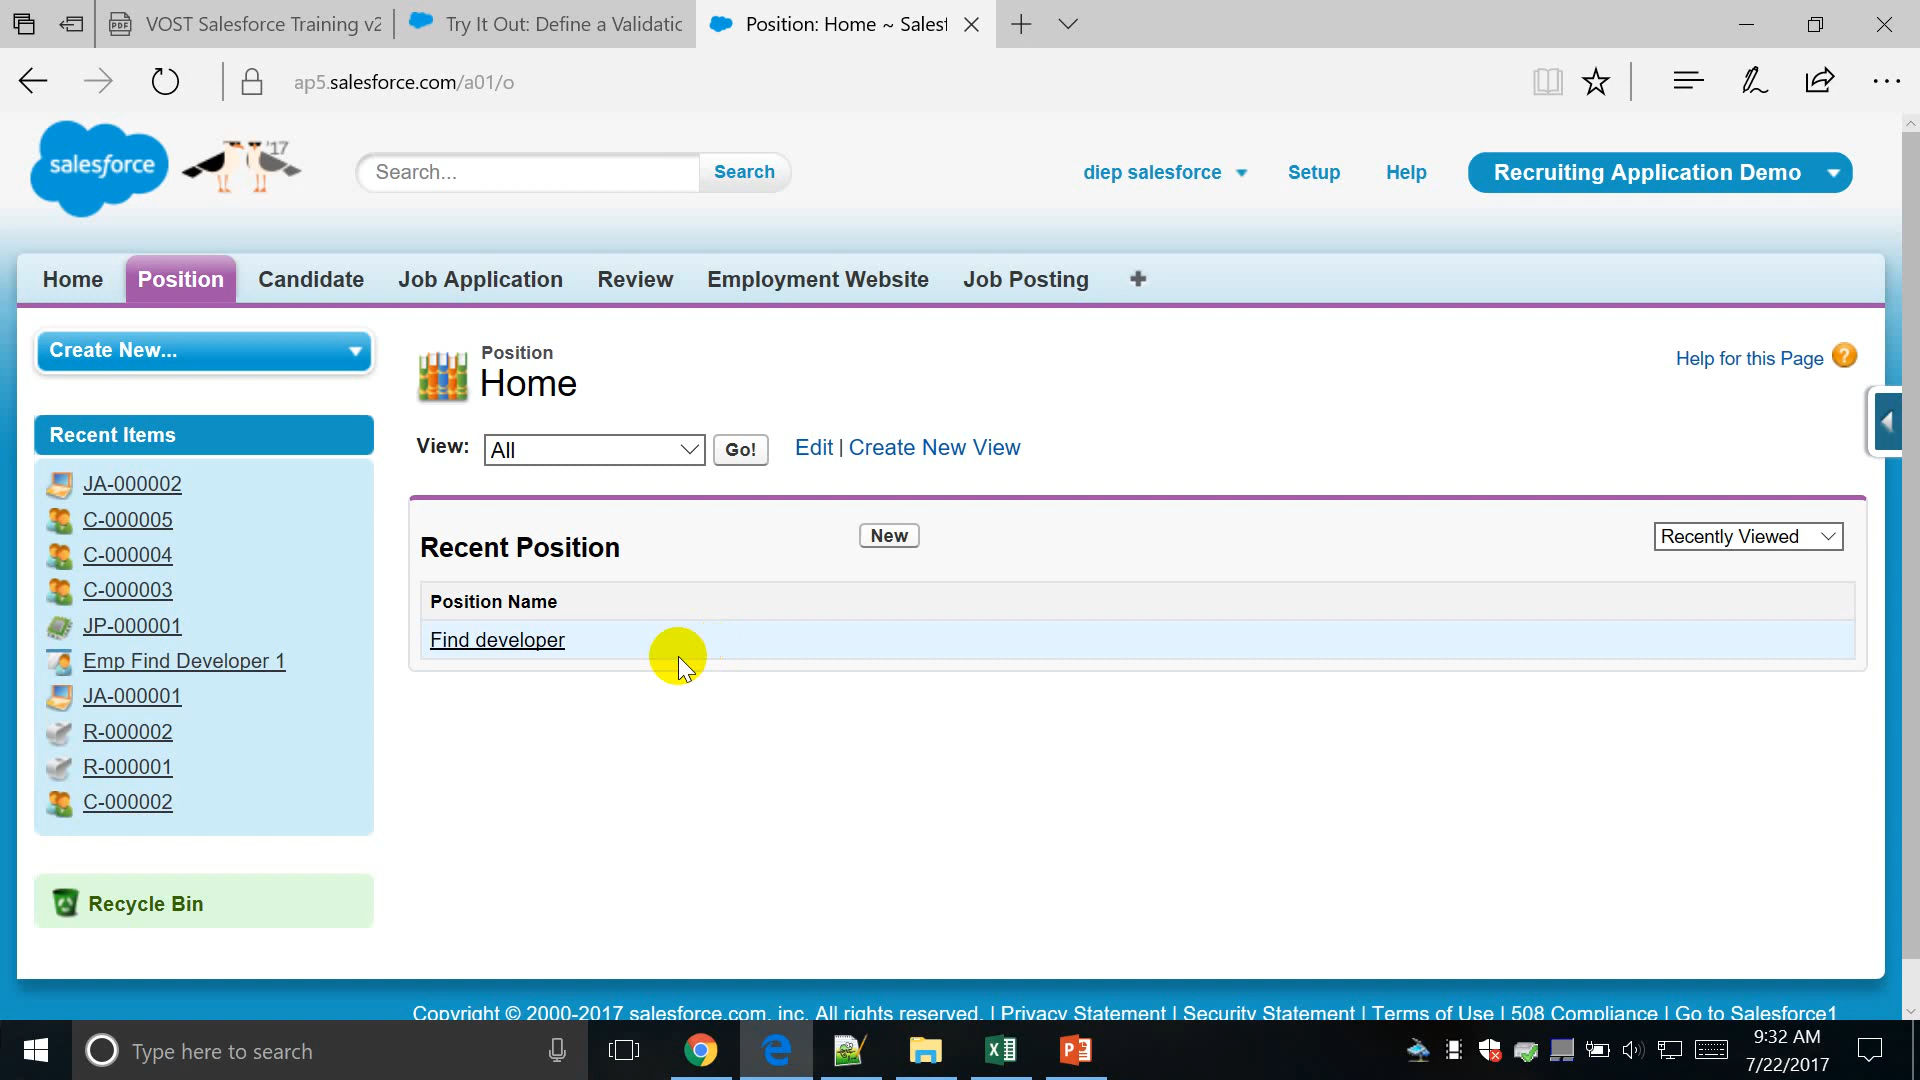 VOST Salesforce Training v2
Try It Out: Define a Validatic
Position: Home ~ Salesf
ap5.salesforce.com/a01/o
salesforce
'17
Search...
Search
diep salesforce
Setup
Help
Recruiting Application Demo
Home
Position
Candidate
Job Application
Review
Employment Website
Job Posting
Create New...
Position
Home
Help for this Page
View:
All
Go!
Edit | Create New View
Recent Items
JA-000002
C-000005
C-000004
C-000003
JP-000001
Emp Find Developer 1
JA-000001
R-000002
R-000001
C-000002
Recent Position
New
Recently Viewed
Position Name
Find developer
Recycle Bin
Copyright © 2000-2017 salesforce.com, inc. All rights reserved. | Privacy Statement | Security Statement | Terms of Use | 508 Compliance | Go to Salesforce1
Type here to search
9:32 AM
7/22/2017